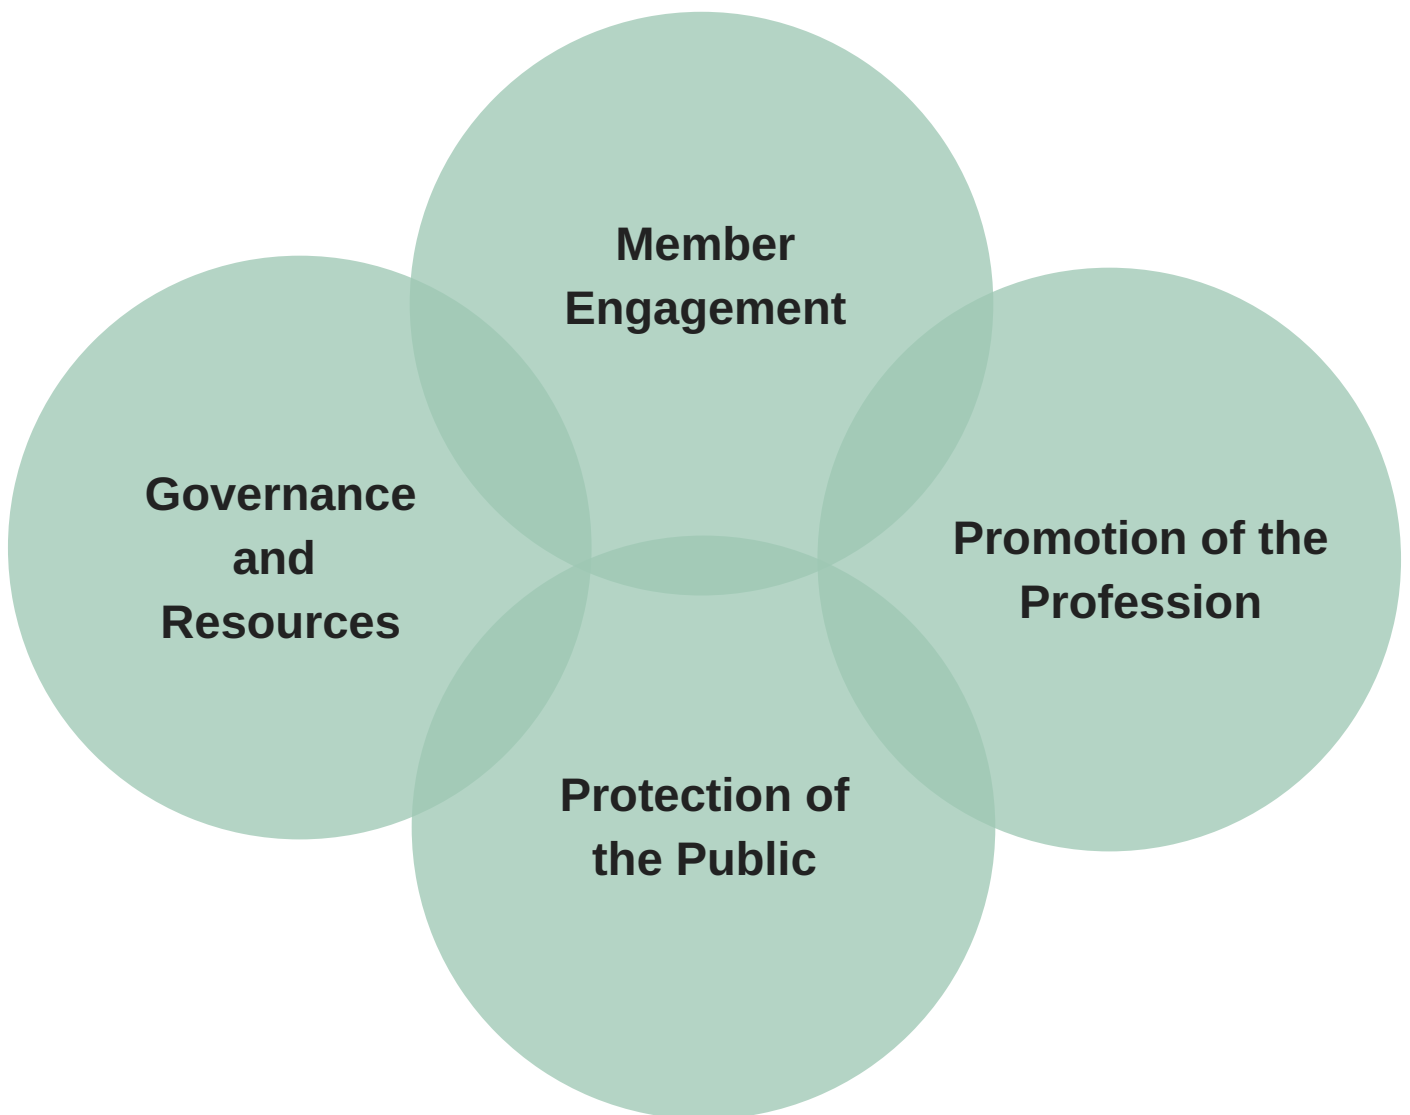 Member
Engagement
Governance
and
Resources
Promotion of the
Profession
Protection of
the Public